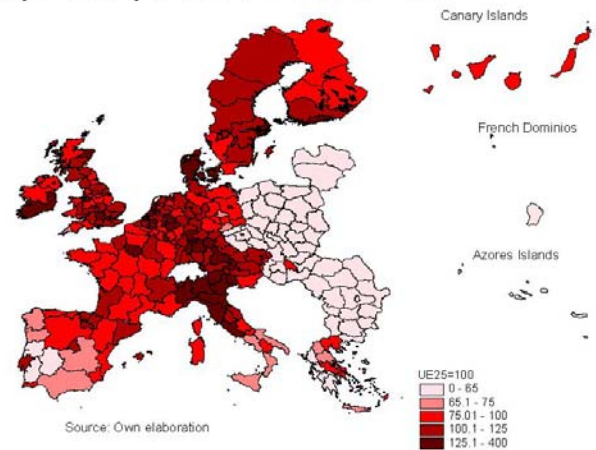 Canary Islands
French Dominios
Azores Islands
UE25=100
0 - 65
65.1 - 75
75.01 - 100
100.1 - 125
125.1 - 400
Source: Own elaboration